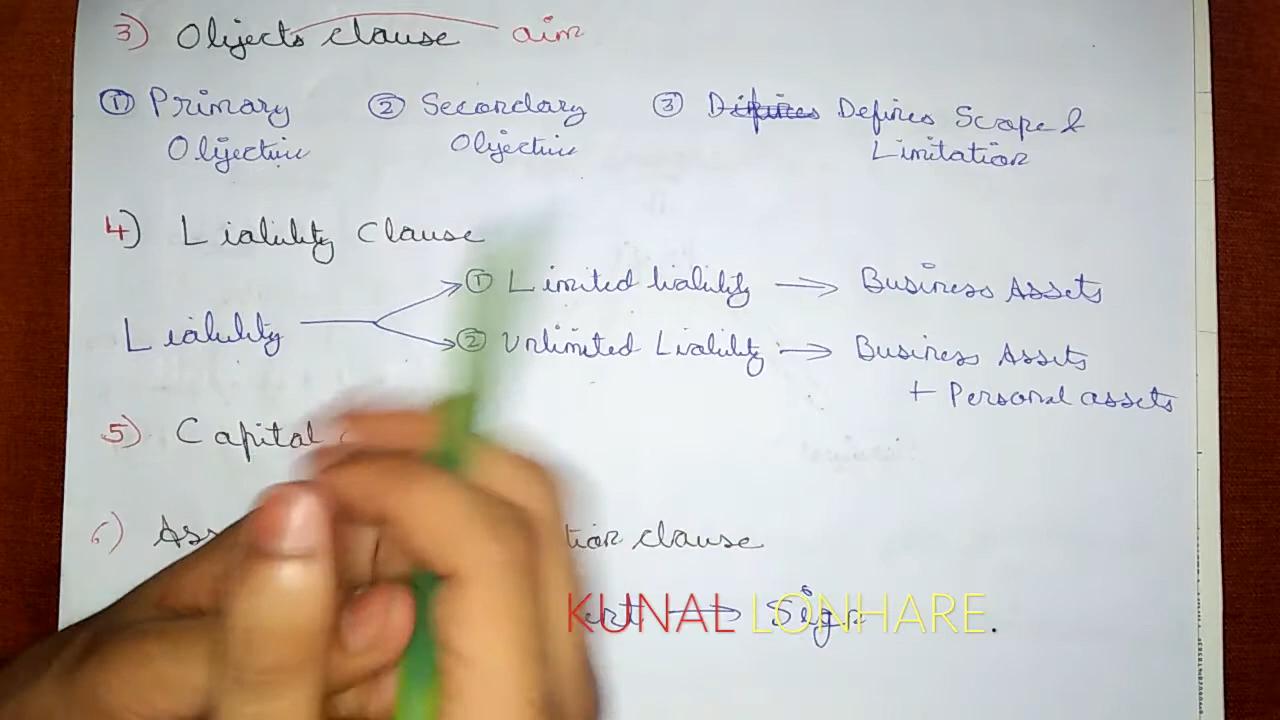 3) Objects clause aim
① Primary ② Secondary ③ Defines Scope &
Objective Objective Limitation
4) Liability Clause
① Limited liability → Business Assets
Liability
② Unlimited Liability → Business Assets
+ Personal assets
5) Capital
6) clause
KUNAL LONHARE.
→ Sign